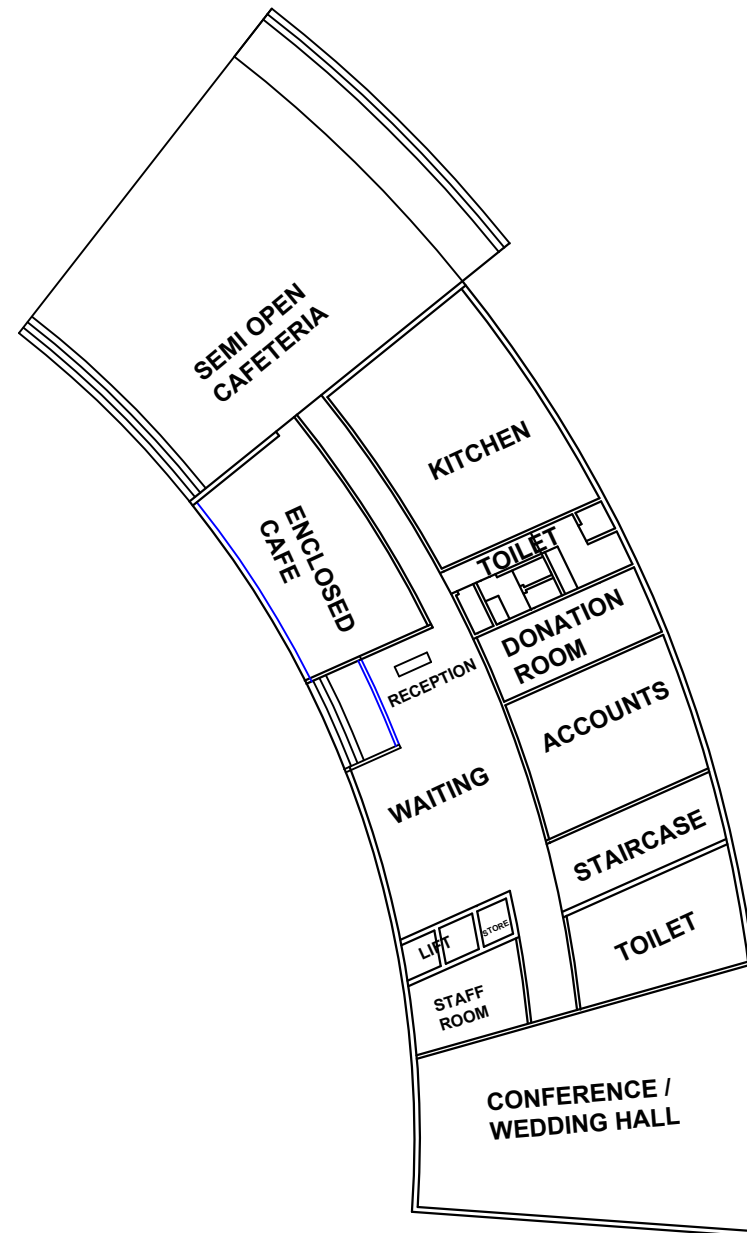 SEMI OPEN
CAFETERIA
KITCHEN
ENCLOSED
CAFE
TOILET
DONATION
ROOM
RECEPTION
ACCOUNTS
WAITING
STAIRCASE
LIFT
STORE
TOILET
STAFF
ROOM
CONFERENCE /
WEDDING HALL